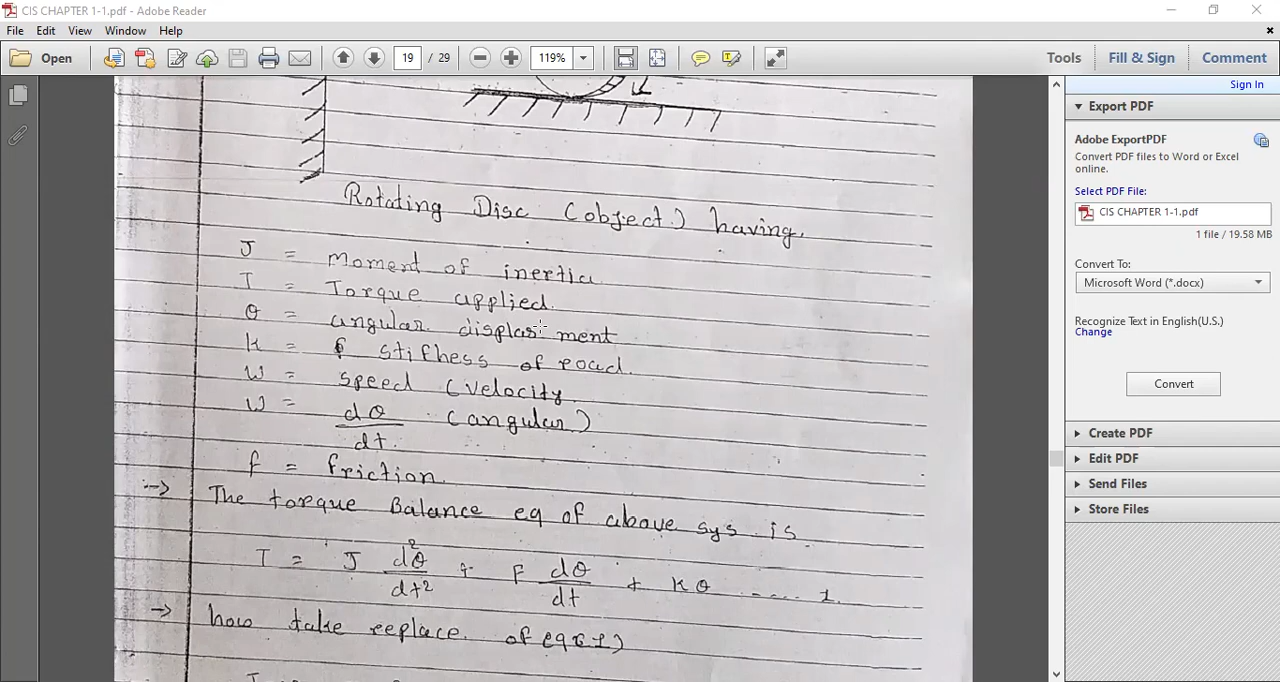 CIS CHAPTER 1-1.pdf - Adobe Reader
File Edit View Window Help
Open 19 / 29 119% Tools Fill & Sign Comment
Sign In
Export PDF
Adobe ExportPDF
Convert PDF files to Word or Excel
online.
Select PDF File:
CIS CHAPTER 1-1.pdf
1 file / 19.58 MB
Convert To:
Microsoft Word (*.docx)
Recognize Text in English(U.S.)
Change
Convert
Create PDF
Edit PDF
Send Files
Store Files
Rotating Disc (object) having.
J = Moment of inertia
T = Torque applied.
θ = angular displasment
K = stifness of road.
W = speed (velocity
W = dθ/dt (angular)
f = friction.
--> The torque Balance eq of above sys. is
T = J d²θ/dt² + F dθ/dt + Kθ ---- 1.
--> how take replace of eq(1)